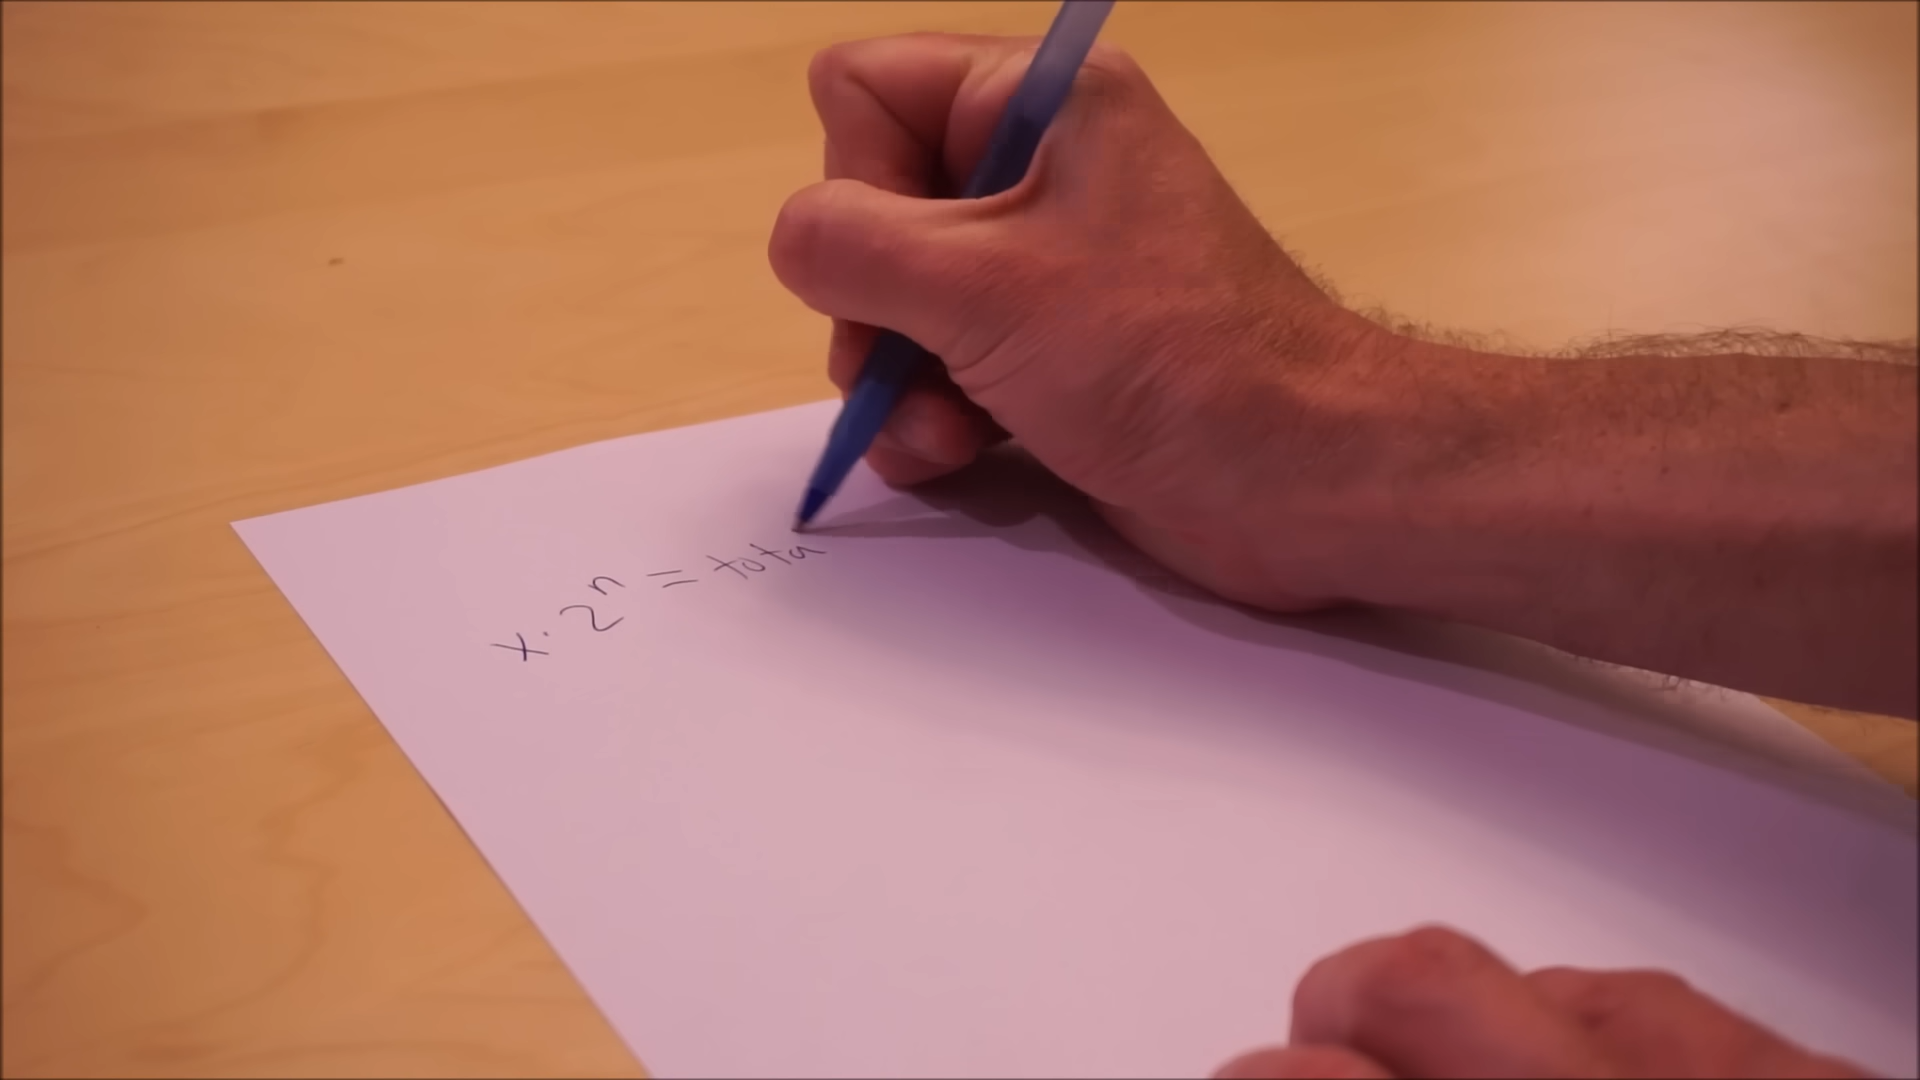 x · 2ⁿ = tota